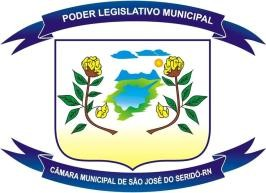 PODER LEGISLATIVO MUNICIPAL
CÂMARA MUNICIPAL DE SÃO JOSÉ DO SERIDÓ-RN